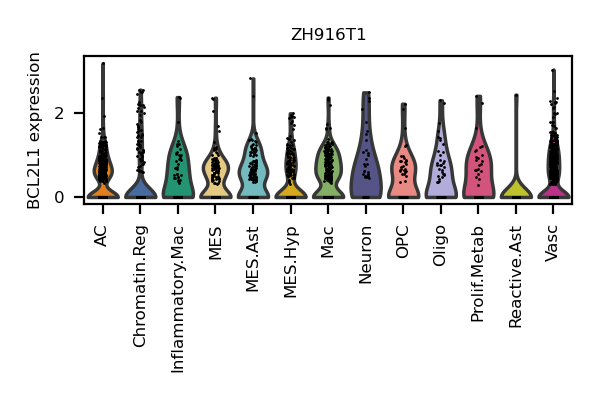 ZH916T1
BCL2L1 expression
2
0
AC
Chromatin.Reg
Inflammatory.Mac
MES
MES.Ast
MES.Hyp
Mac
Neuron
OPC
Oligo
Prolif.Metab
Reactive.Ast
Vasc